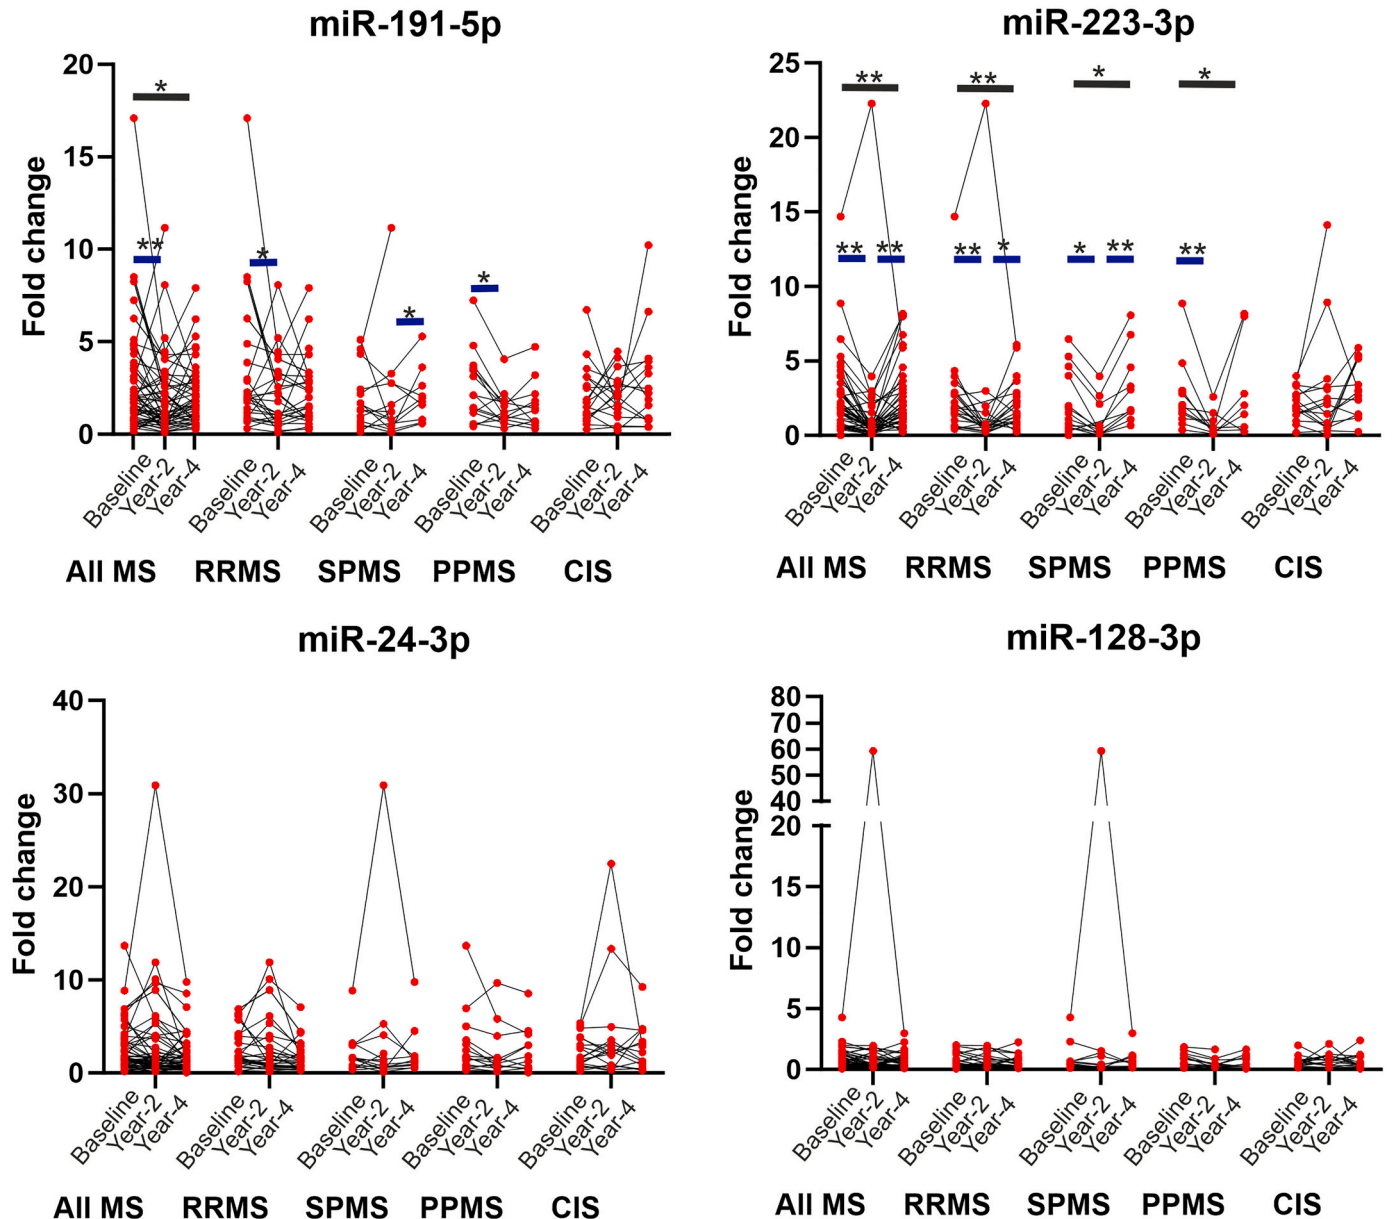 miR-191-5p
20
15
10
5
0
Fold change
*
**
*
*
*
Baseline Year-2 Year-4 Baseline Year-2 Year-4 Baseline Year-2 Year-4 Baseline Year-2 Year-4
All MS RRMS SPMS PPMS CIS
miR-223-3p
25
20
15
10
5
0
Fold change
** ** * *
** ** ** * * ** **
Baseline Year-2 Year-4 Baseline Year-2 Year-4 Baseline Year-2 Year-4 Baseline Year-2 Year-4 Baseline Year-2 Year-4
All MS RRMS SPMS PPMS CIS
miR-24-3p
40
30
20
10
0
Fold change
Baseline Year-2 Year-4 Baseline Year-2 Year-4 Baseline Year-2 Year-4 Baseline Year-2 Year-4 Baseline Year-2 Year-4
All MS RRMS SPMS PPMS CIS
miR-128-3p
80
70
60
50
40
20
15
10
5
0
Fold change
Baseline Year-2 Year-4 Baseline Year-2 Year-4 Baseline Year-2 Year-4 Baseline Year-2 Year-4 Baseline Year-2 Year-4
All MS RRMS SPMS PPMS CIS